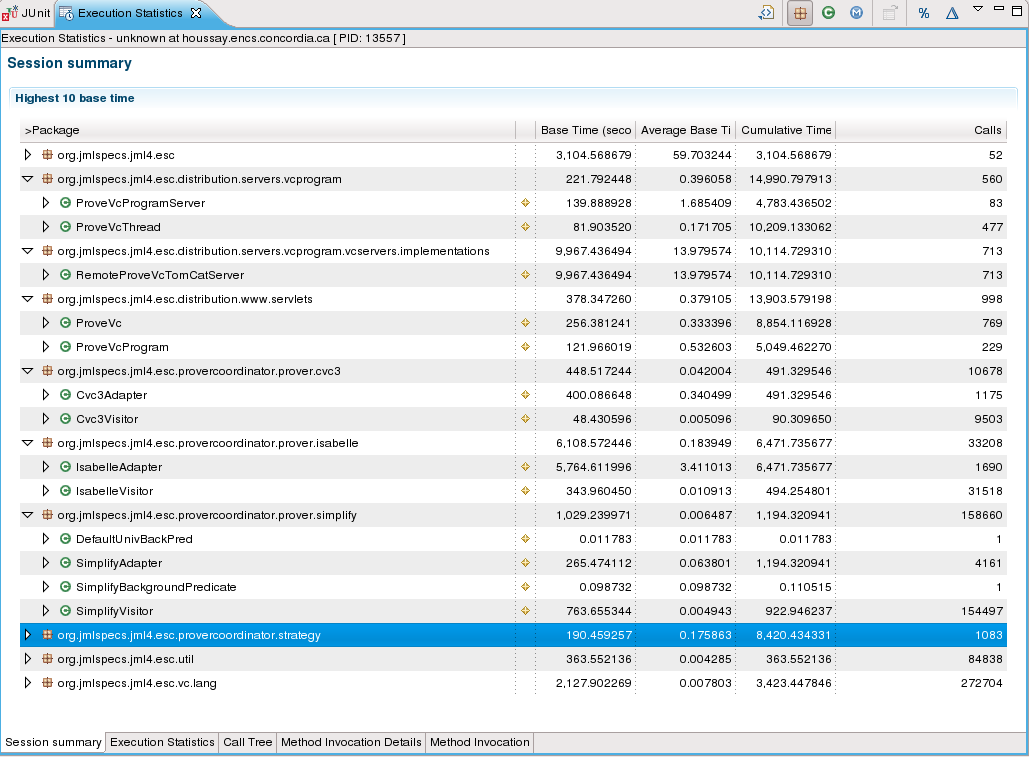 JUnit Execution Statistics
%
Execution Statistics - unknown at houssay.encs.concordia.ca [ PID: 13557 ]
Session summary
Highest 10 base time
>Package Base Time (seco Average Base Ti Cumulative Time Calls
org.jmlspecs.jml4.esc 3,104.568679 59.703244 3,104.568679 52
org.jmlspecs.jml4.esc.distribution.servers.vcprogram 221.792448 0.396058 14,990.797913 560
C ProveVcProgramServer 139.888928 1.685409 4,783.436502 83
C ProveVcThread 81.903520 0.171705 10,209.133062 477
org.jmlspecs.jml4.esc.distribution.servers.vcprogram.vcservers.implementations 9,967.436494 13.979574 10,114.729310 713
C RemoteProveVcTomCatServer 9,967.436494 13.979574 10,114.729310 713
org.jmlspecs.jml4.esc.distribution.www.servlets 378.347260 0.379105 13,903.579198 998
C ProveVc 256.381241 0.333396 8,854.116928 769
C ProveVcProgram 121.966019 0.532603 5,049.462270 229
org.jmlspecs.jml4.esc.provercoordinator.prover.cvc3 448.517244 0.042004 491.329546 10678
C Cvc3Adapter 400.086648 0.340499 491.329546 1175
C Cvc3Visitor 48.430596 0.005096 90.309650 9503
org.jmlspecs.jml4.esc.provercoordinator.prover.isabelle 6,108.572446 0.183949 6,471.735677 33208
C IsabelleAdapter 5,764.611996 3.411013 6,471.735677 1690
C IsabelleVisitor 343.960450 0.010913 494.254801 31518
org.jmlspecs.jml4.esc.provercoordinator.prover.simplify 1,029.239971 0.006487 1,194.320941 158660
C DefaultUnivBackPred 0.011783 0.011783 0.011783 1
C SimplifyAdapter 265.474112 0.063801 1,194.320941 4161
C SimplifyBackgroundPredicate 0.098732 0.098732 0.110515 1
C SimplifyVisitor 763.655344 0.004943 922.946237 154497
org.jmlspecs.jml4.esc.provercoordinator.strategy 190.459257 0.175863 8,420.434331 1083
org.jmlspecs.jml4.esc.util 363.552136 0.004285 363.552136 84838
org.jmlspecs.jml4.esc.vc.lang 2,127.902269 0.007803 3,423.447846 272704
Session summary Execution Statistics Call Tree Method Invocation Details Method Invocation